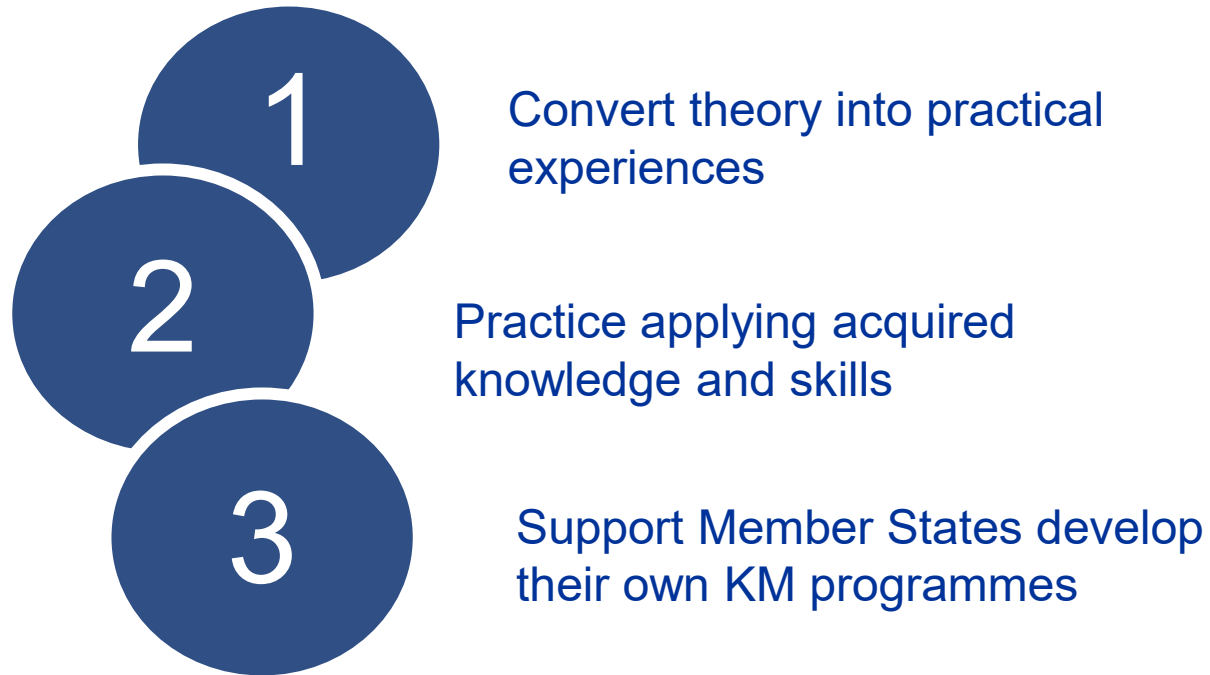 1
Convert theory into practical
experiences
2
Practice applying acquired
knowledge and skills
3
Support Member States develop
their own KM programmes